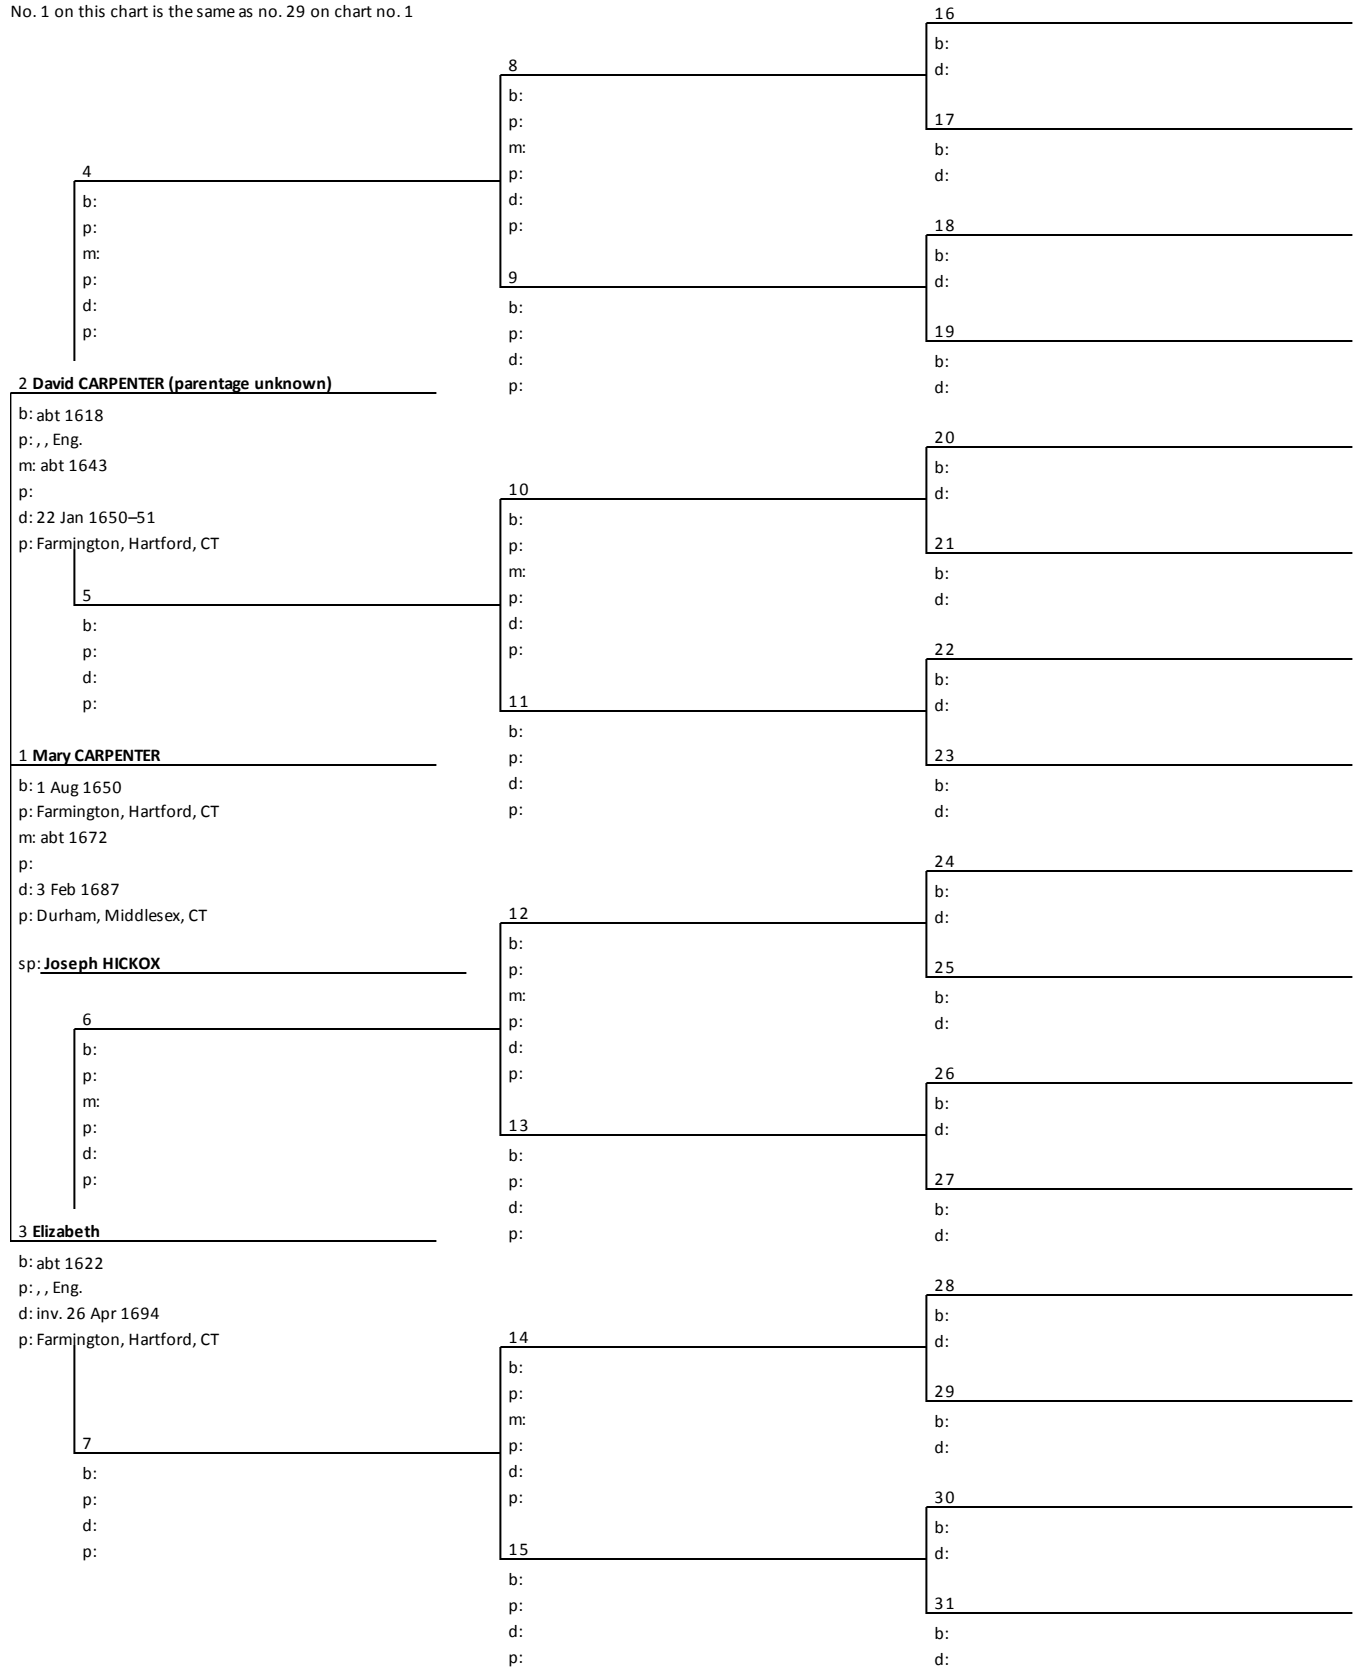 No. 1 on this chart is the same as no. 29 on chart no. 1
2 David CARPENTER (parentage unknown)
b: abt 1618
p: , , Eng.
m: abt 1643
p:
d: 22 Jan 1650–51
p: Farmington, Hartford, CT
1 Mary CARPENTER
b: 1 Aug 1650
p: Farmington, Hartford, CT
m: abt 1672
p:
d: 3 Feb 1687
p: Durham, Middlesex, CT
sp: Joseph HICKOX
3 Elizabeth
b: abt 1622
p: , , Eng.
d: inv. 26 Apr 1694
p: Farmington, Hartford, CT
4
b:
p:
m:
p:
d:
p:
5
b:
p:
d:
p:
6
b:
p:
m:
p:
d:
p:
7
b:
p:
d:
p:
8
b:
p:
m:
p:
d:
p:
9
b:
p:
d:
p:
10
b:
p:
m:
p:
d:
p:
11
b:
p:
d:
p:
12
b:
p:
m:
p:
d:
p:
13
b:
p:
d:
p:
14
b:
p:
m:
p:
d:
p:
15
b:
p:
d:
p:
16
b:
d:
17
b:
d:
18
b:
d:
19
b:
d:
20
b:
d:
21
b:
d:
22
b:
d:
23
b:
d:
24
b:
d:
25
b:
d:
26
b:
d:
27
b:
d:
28
b:
d:
29
b:
d:
30
b:
d:
31
b:
d: